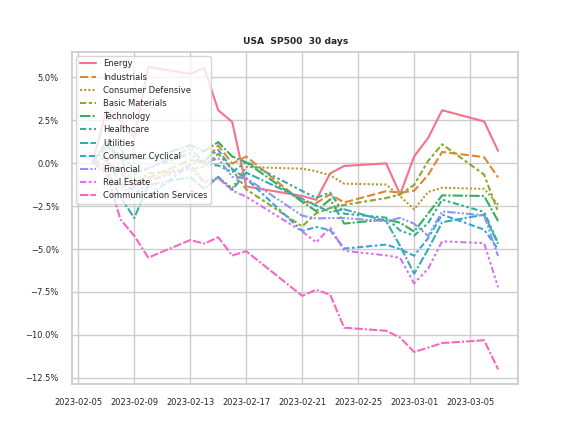 USA  SP500  30 days
Energy
Industrials
Consumer Defensive
Basic Materials
Technology
Healthcare
Utilities
Consumer Cyclical
Financial
Real Estate
Communication Services
5.0%
2.5%
0.0%
−2.5%
−5.0%
−7.5%
−10.0%
−12.5%
2023-02-05 2023-02-09 2023-02-13 2023-02-17 2023-02-21 2023-02-25 2023-03-01 2023-03-05